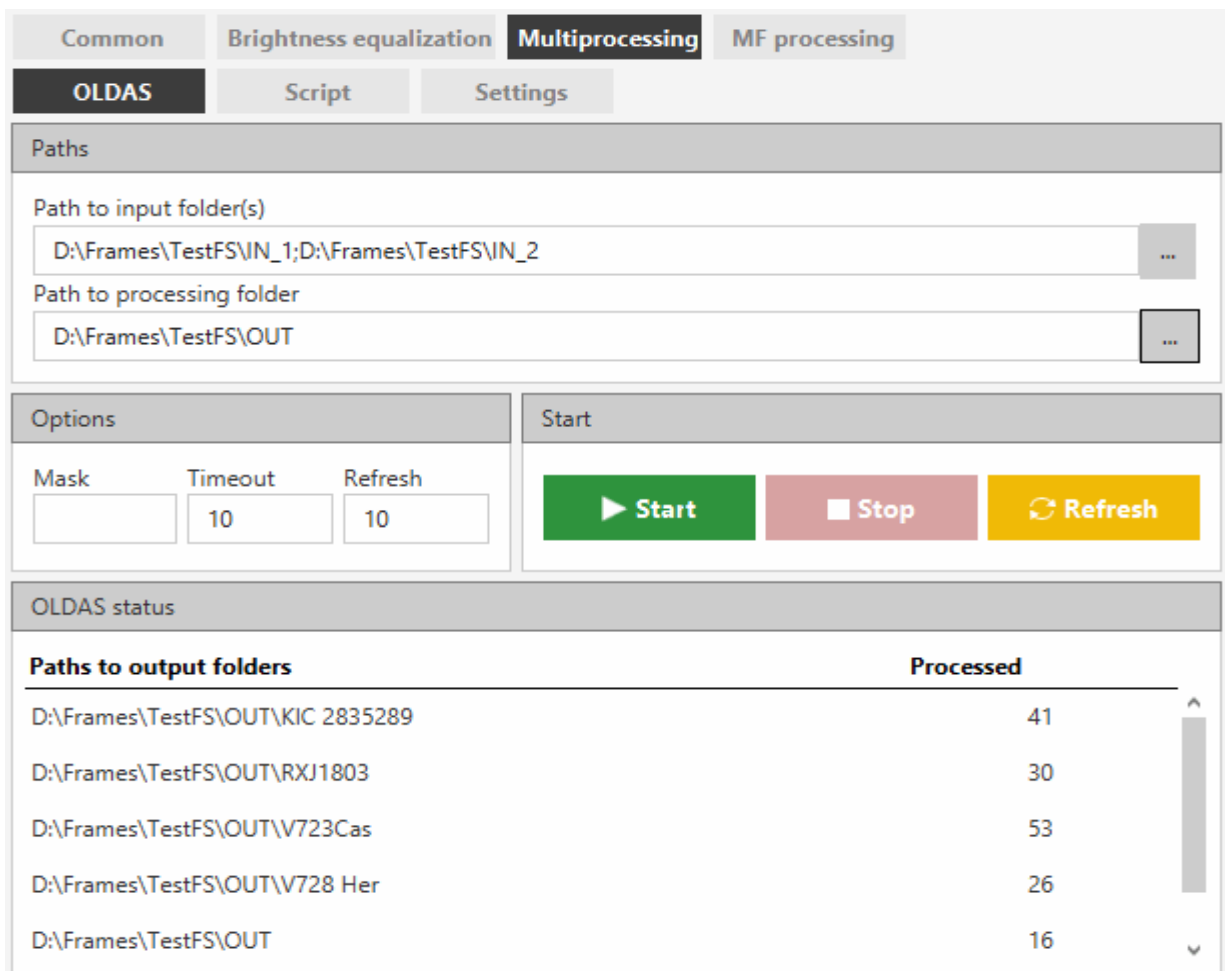 Common Brightness equalization Multiprocessing MF processing
OLDAS Script Settings
Paths
Path to input folder(s)
D:\Frames\TestFS\IN_1;D:\Frames\TestFS\IN_2 ...
Path to processing folder
D:\Frames\TestFS\OUT ...
Options Start
Mask Timeout Refresh
10 10 Start Stop Refresh
OLDAS status
Paths to output folders Processed
D:\Frames\TestFS\OUT\KIC 2835289 41
D:\Frames\TestFS\OUT\RXJ1803 30
D:\Frames\TestFS\OUT\V723Cas 53
D:\Frames\TestFS\OUT\V728 Her 26
D:\Frames\TestFS\OUT 16